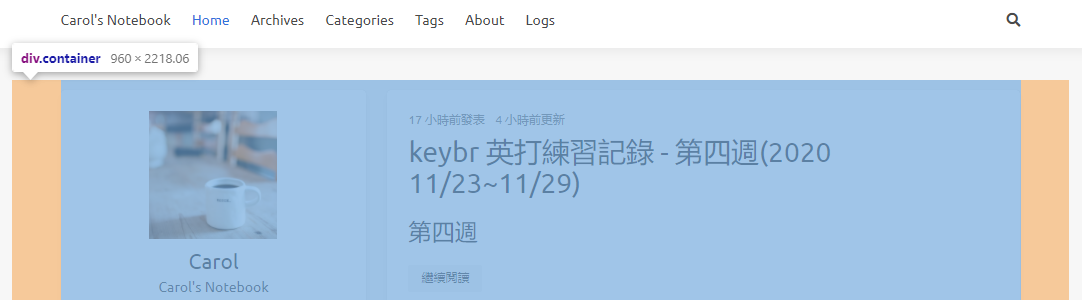 Carol's Notebook Home Archives Categories Tags About Logs
div.container 960 × 2218.06
Carol
Carol's Notebook
17 小時前發表 4 小時前更新
keybr 英打練習記錄 - 第四週(2020
11/23~11/29)
第四週
繼續閱讀